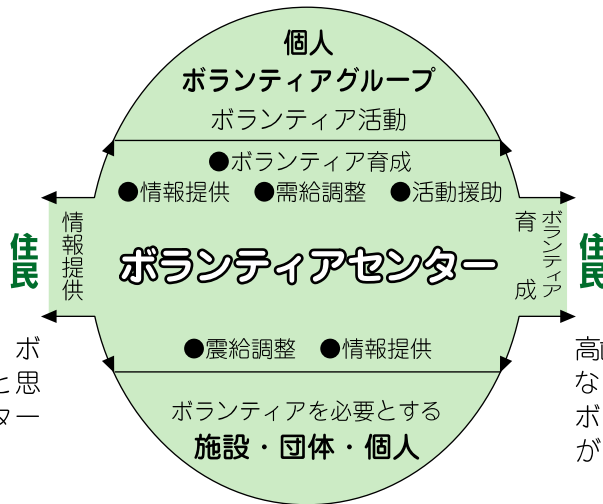 個人
ボランティアグループ
ボランティア活動
●ボランティア育成
●情報提供 ●需給調整 ●活動援助
住民
情報提供
ボランティアセンター
ボランティア
育成
住民
●震給調整 ●情報提供
ボランティアを必要とする
施設・団体・個人
ボ
と思
ター
高齢
な
ボ
が